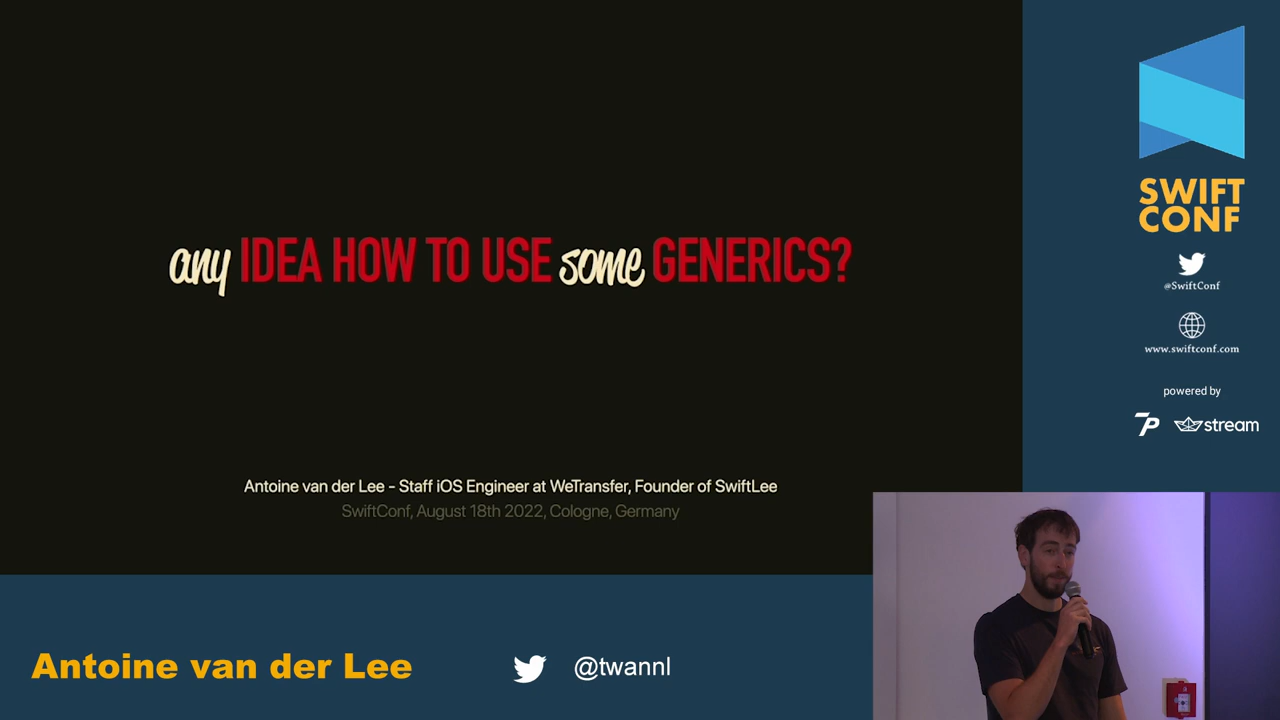 any IDEA HOW TO USE some GENERICS?
Antoine van der Lee - Staff iOS Engineer at WeTransfer, Founder of SwiftLee
SwiftConf, August 18th 2022, Cologne, Germany
SWIFT
CONF
@SwiftConf
www.swiftconf.com
powered by
7P stream
Antoine van der Lee
@twannl